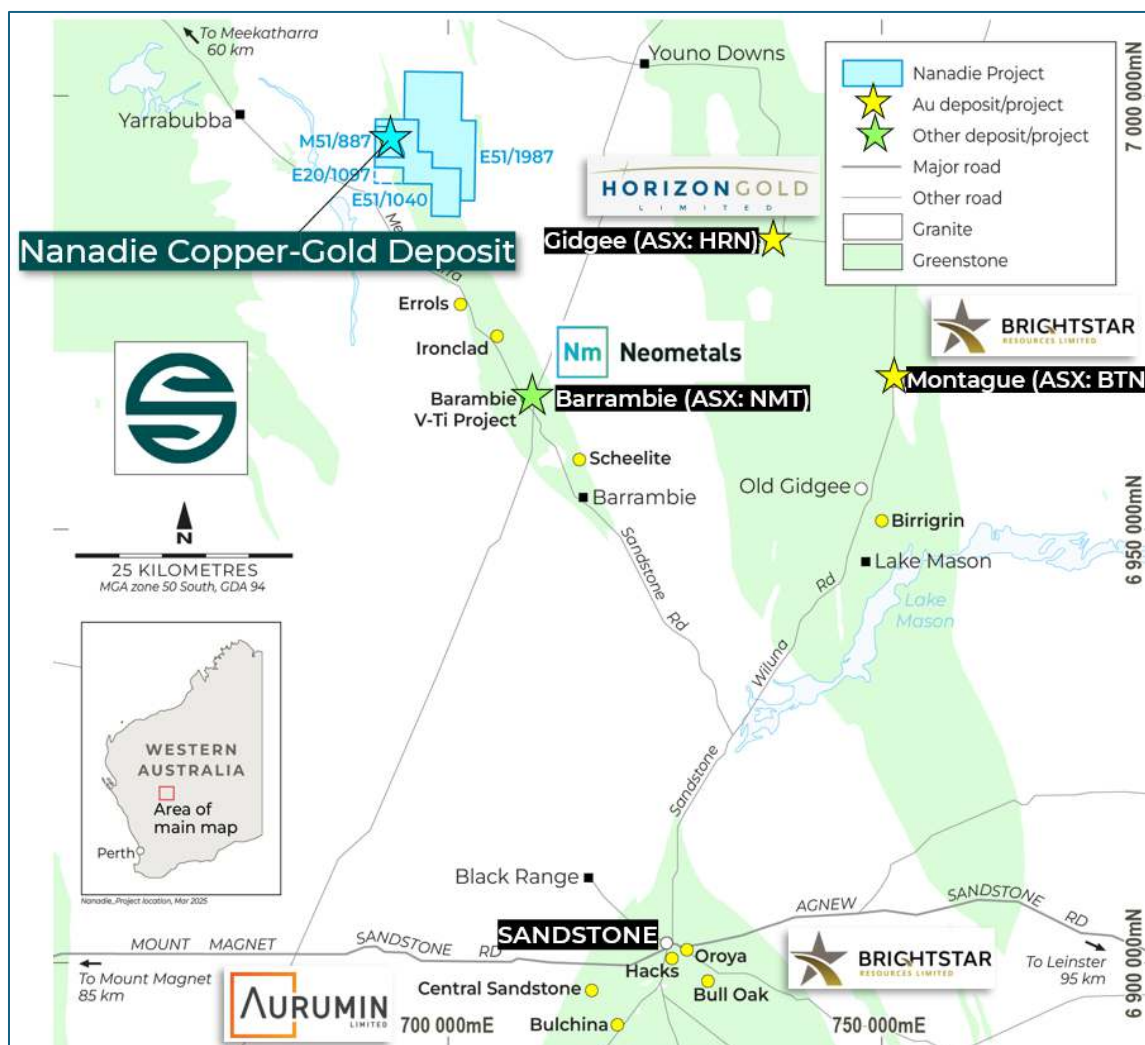 To Meekatharra
60 km
Youno Downs
Yarrabubba
M51/887
E20/1097
E51/1040
E51/1987
Nanadie Project
Au deposit/project
Other deposit/project
Major road
Other road
Granite
Greenstone
7 000 000mN
HORIZON GOLD
LIMITED
Gidgee (ASX: HRN)
Nanadie Copper-Gold Deposit
Errols
Ironclad
Nm Neometals
Barambie
V-Ti Project
Barrambie (ASX: NMT)
BRIGHTSTAR
RESOURCES LIMITED
Montague (ASX: BTN
Scheelite
Barrambie
Old Gidgee
Birrigrin
Lake Mason
Lake
Mason
6 950 000mN
N
25 KILOMETRES
MGA zone 50 South, GDA 94
Sandstone
Rd
Wiluna
Rd
Sandstone
WESTERN
AUSTRALIA
Area of
main map
Perth
Nanadie_Project location, Mar 2025
Black Range
SANDSTONE
MOUNT MAGNET SANDSTONE RD
AGNEW SANDSTONE RD
To Mount Magnet
85 km
To Leinster
95 km
Hacks
Oroya
Bull Oak
Central Sandstone
Bulchina
BRIGHTSTAR
RESOURCES LIMITED
AURUMIN
LIMITED
700 000mE
750 000mE
6 900 000mN